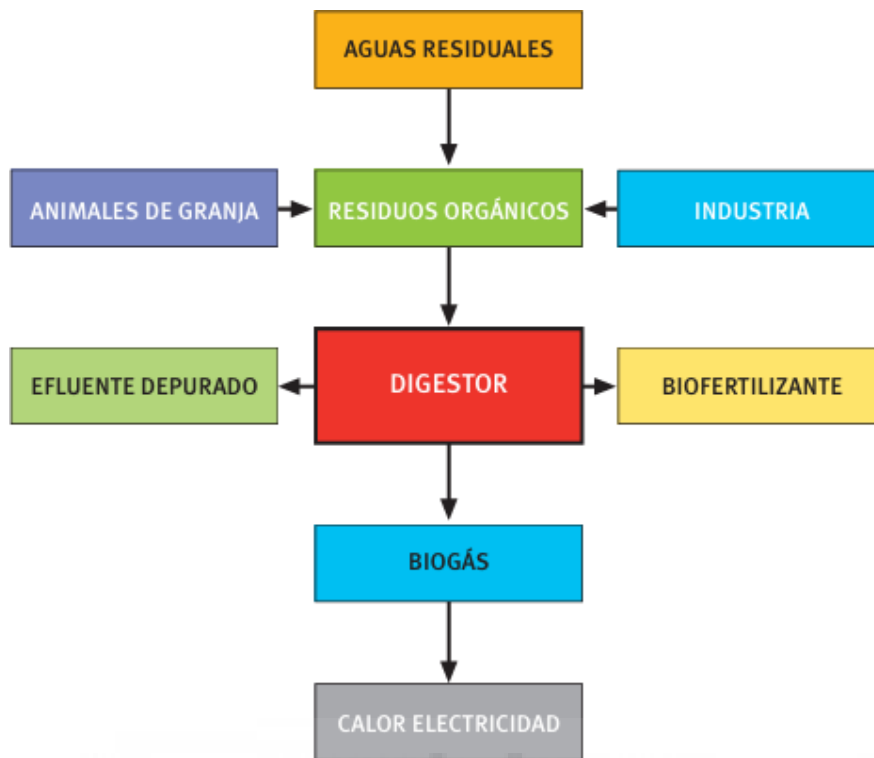 AGUAS RESIDUALES
ANIMALES DE GRANJA
RESIDUOS ORGÁNICOS
INDUSTRIA
EFLUENTE DEPURADO
DIGESTOR
BIOFERTILIZANTE
BIOGÁS
CALOR ELECTRICIDAD